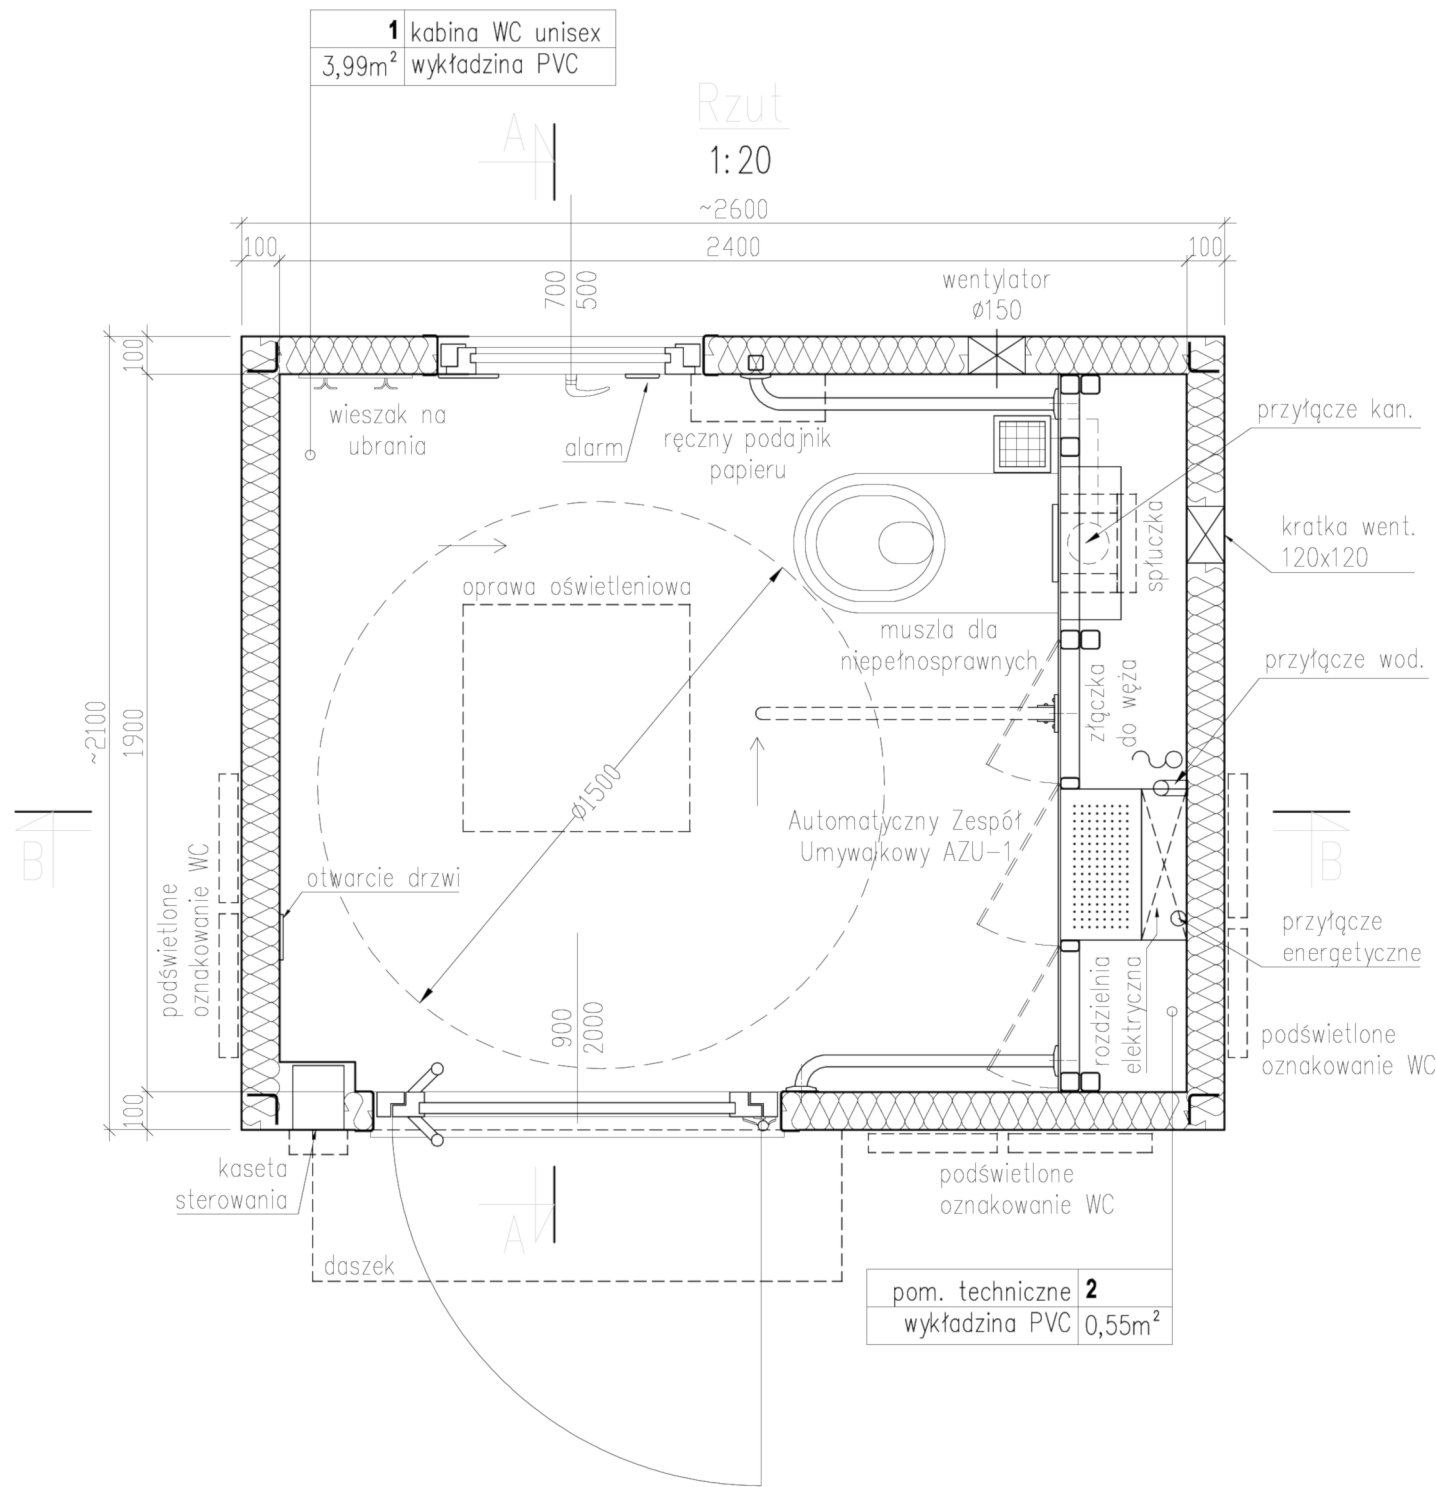 1 kabina WC unisex
3,99m² wykładzina PVC
Rzut
1:20
A
~2600
100 2400 100
700
500
wentylator
ø150
100
wieszak na
ubrania
alarm
ręczny podajnik
papieru
przyłącze kan.
spłuczka
kratka went.
120x120
oprawa oświetleniowa
muszla dla
niepełnosprawnych
złączka
do węża
przyłącze wod.
~2100
1900
ø1500
Automatyczny Zespół
Umywalkowy AZU-1
B
B
otwarcie drzwi
podświetlone
oznakowanie WC
przyłącze
energetyczne
rozdzielnia
elektryczna
900
2000
podświetlone
oznakowanie WC
100
kaseta
sterowania
podświetlone
oznakowanie WC
A
daszek
pom. techniczne 2
wykładzina PVC 0,55m²